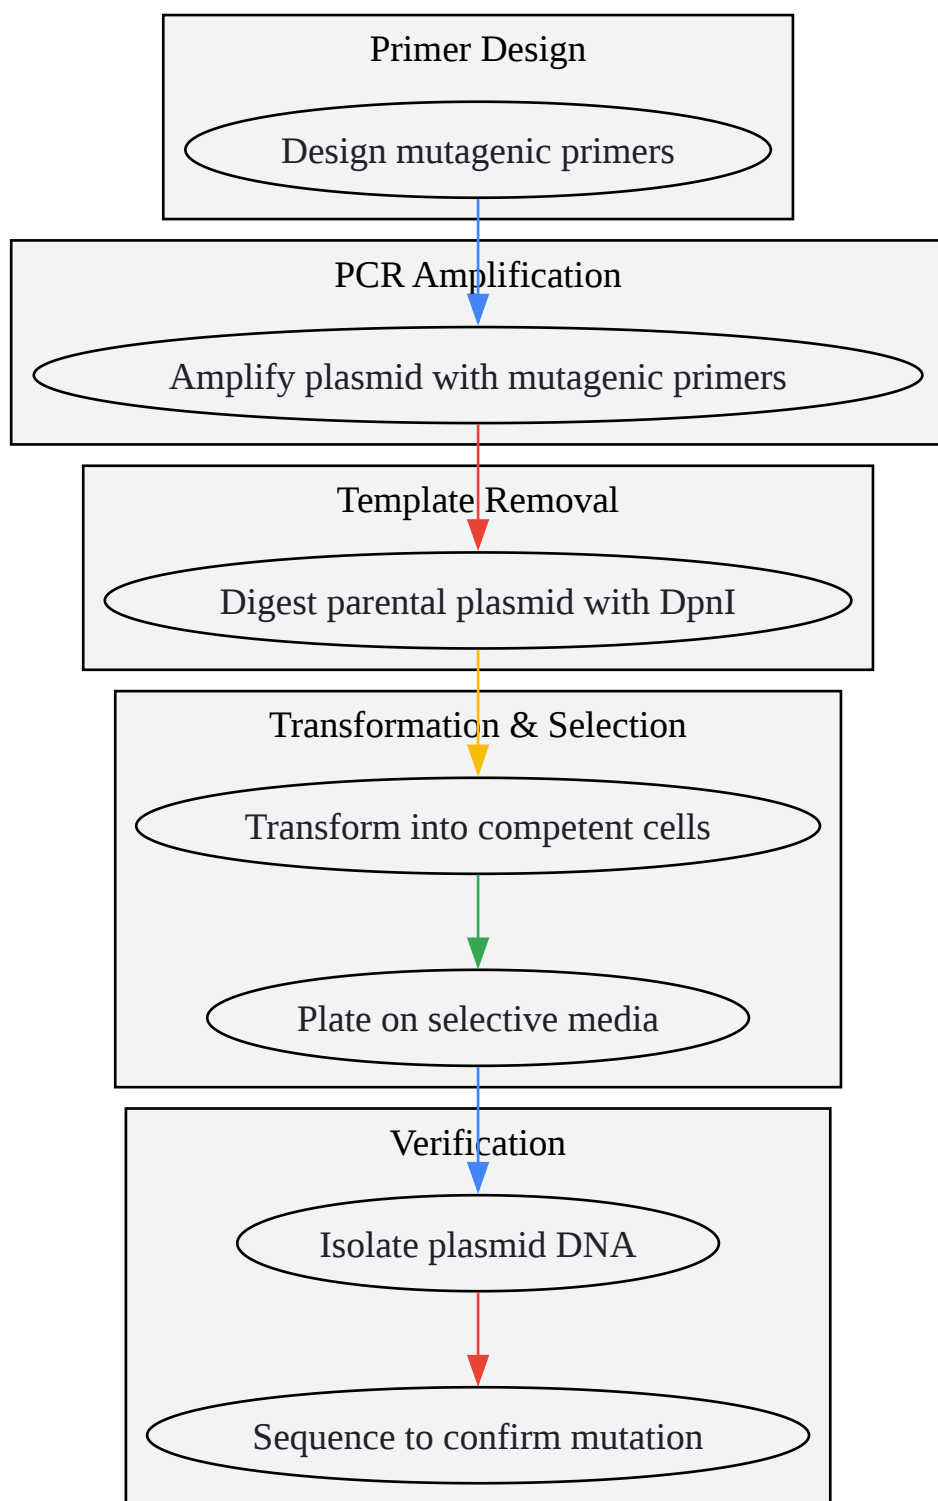 Primer Design
Design mutagenic primers
PCR Amplification
Amplify plasmid with mutagenic primers
Template Removal
Digest parental plasmid with DpnI
Transformation & Selection
Transform into competent cells
Plate on selective media
Verification
Isolate plasmid DNA
Sequence to confirm mutation